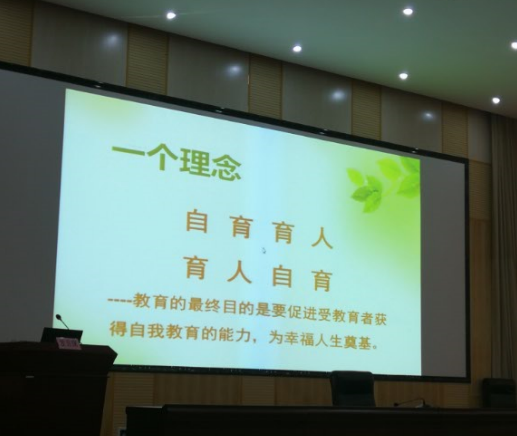 一个理念
自育育人
育人自育
----教育的最终目的是要促进受教育者获
得自我教育的能力，为幸福人生奠基。